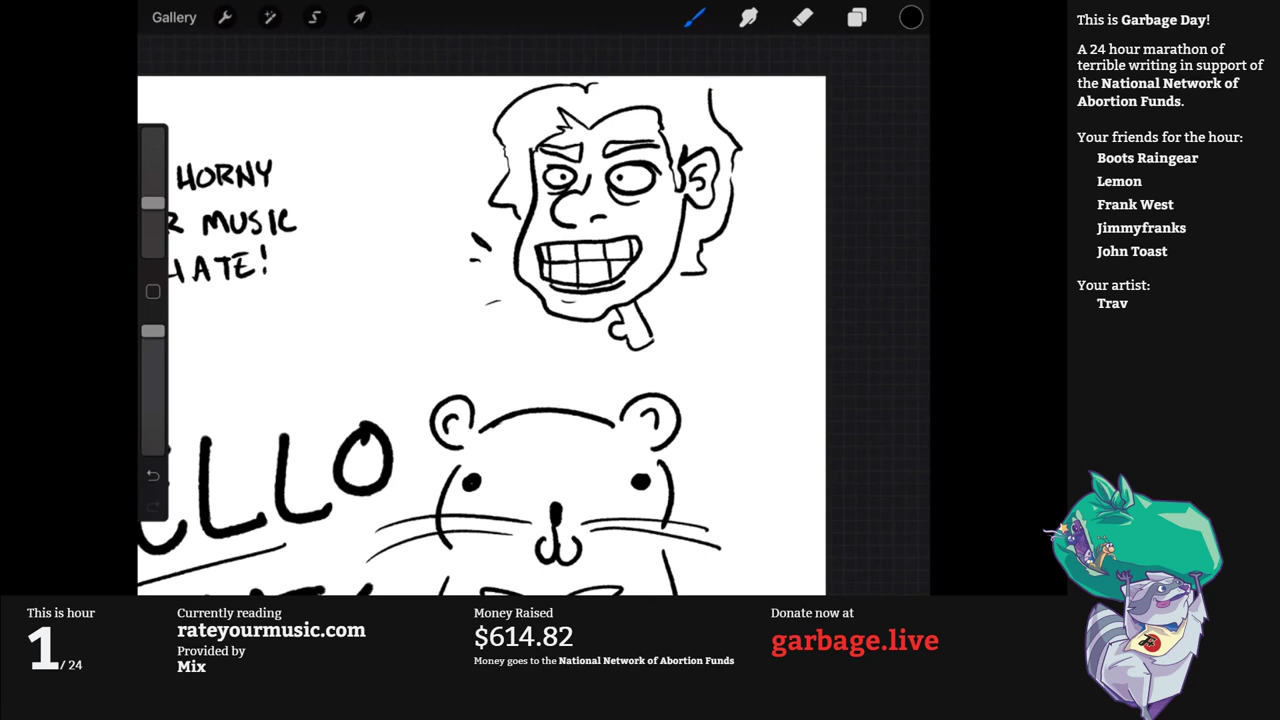 Gallery
HORNY
MUSIC
HATE!
LLO
This is Garbage Day!
A 24 hour marathon of
terrible writing in support of
the National Network of
Abortion Funds.
Your friends for the hour:
Boots Raingear
Lemon
Frank West
Jimmyfranks
John Toast
Your artist:
Trav
This is hour
1 / 24
Currently reading
rateyourmusic.com
Provided by
Mix
Money Raised
$614.82
Money goes to the National Network of Abortion Funds
Donate now at
garbage.live